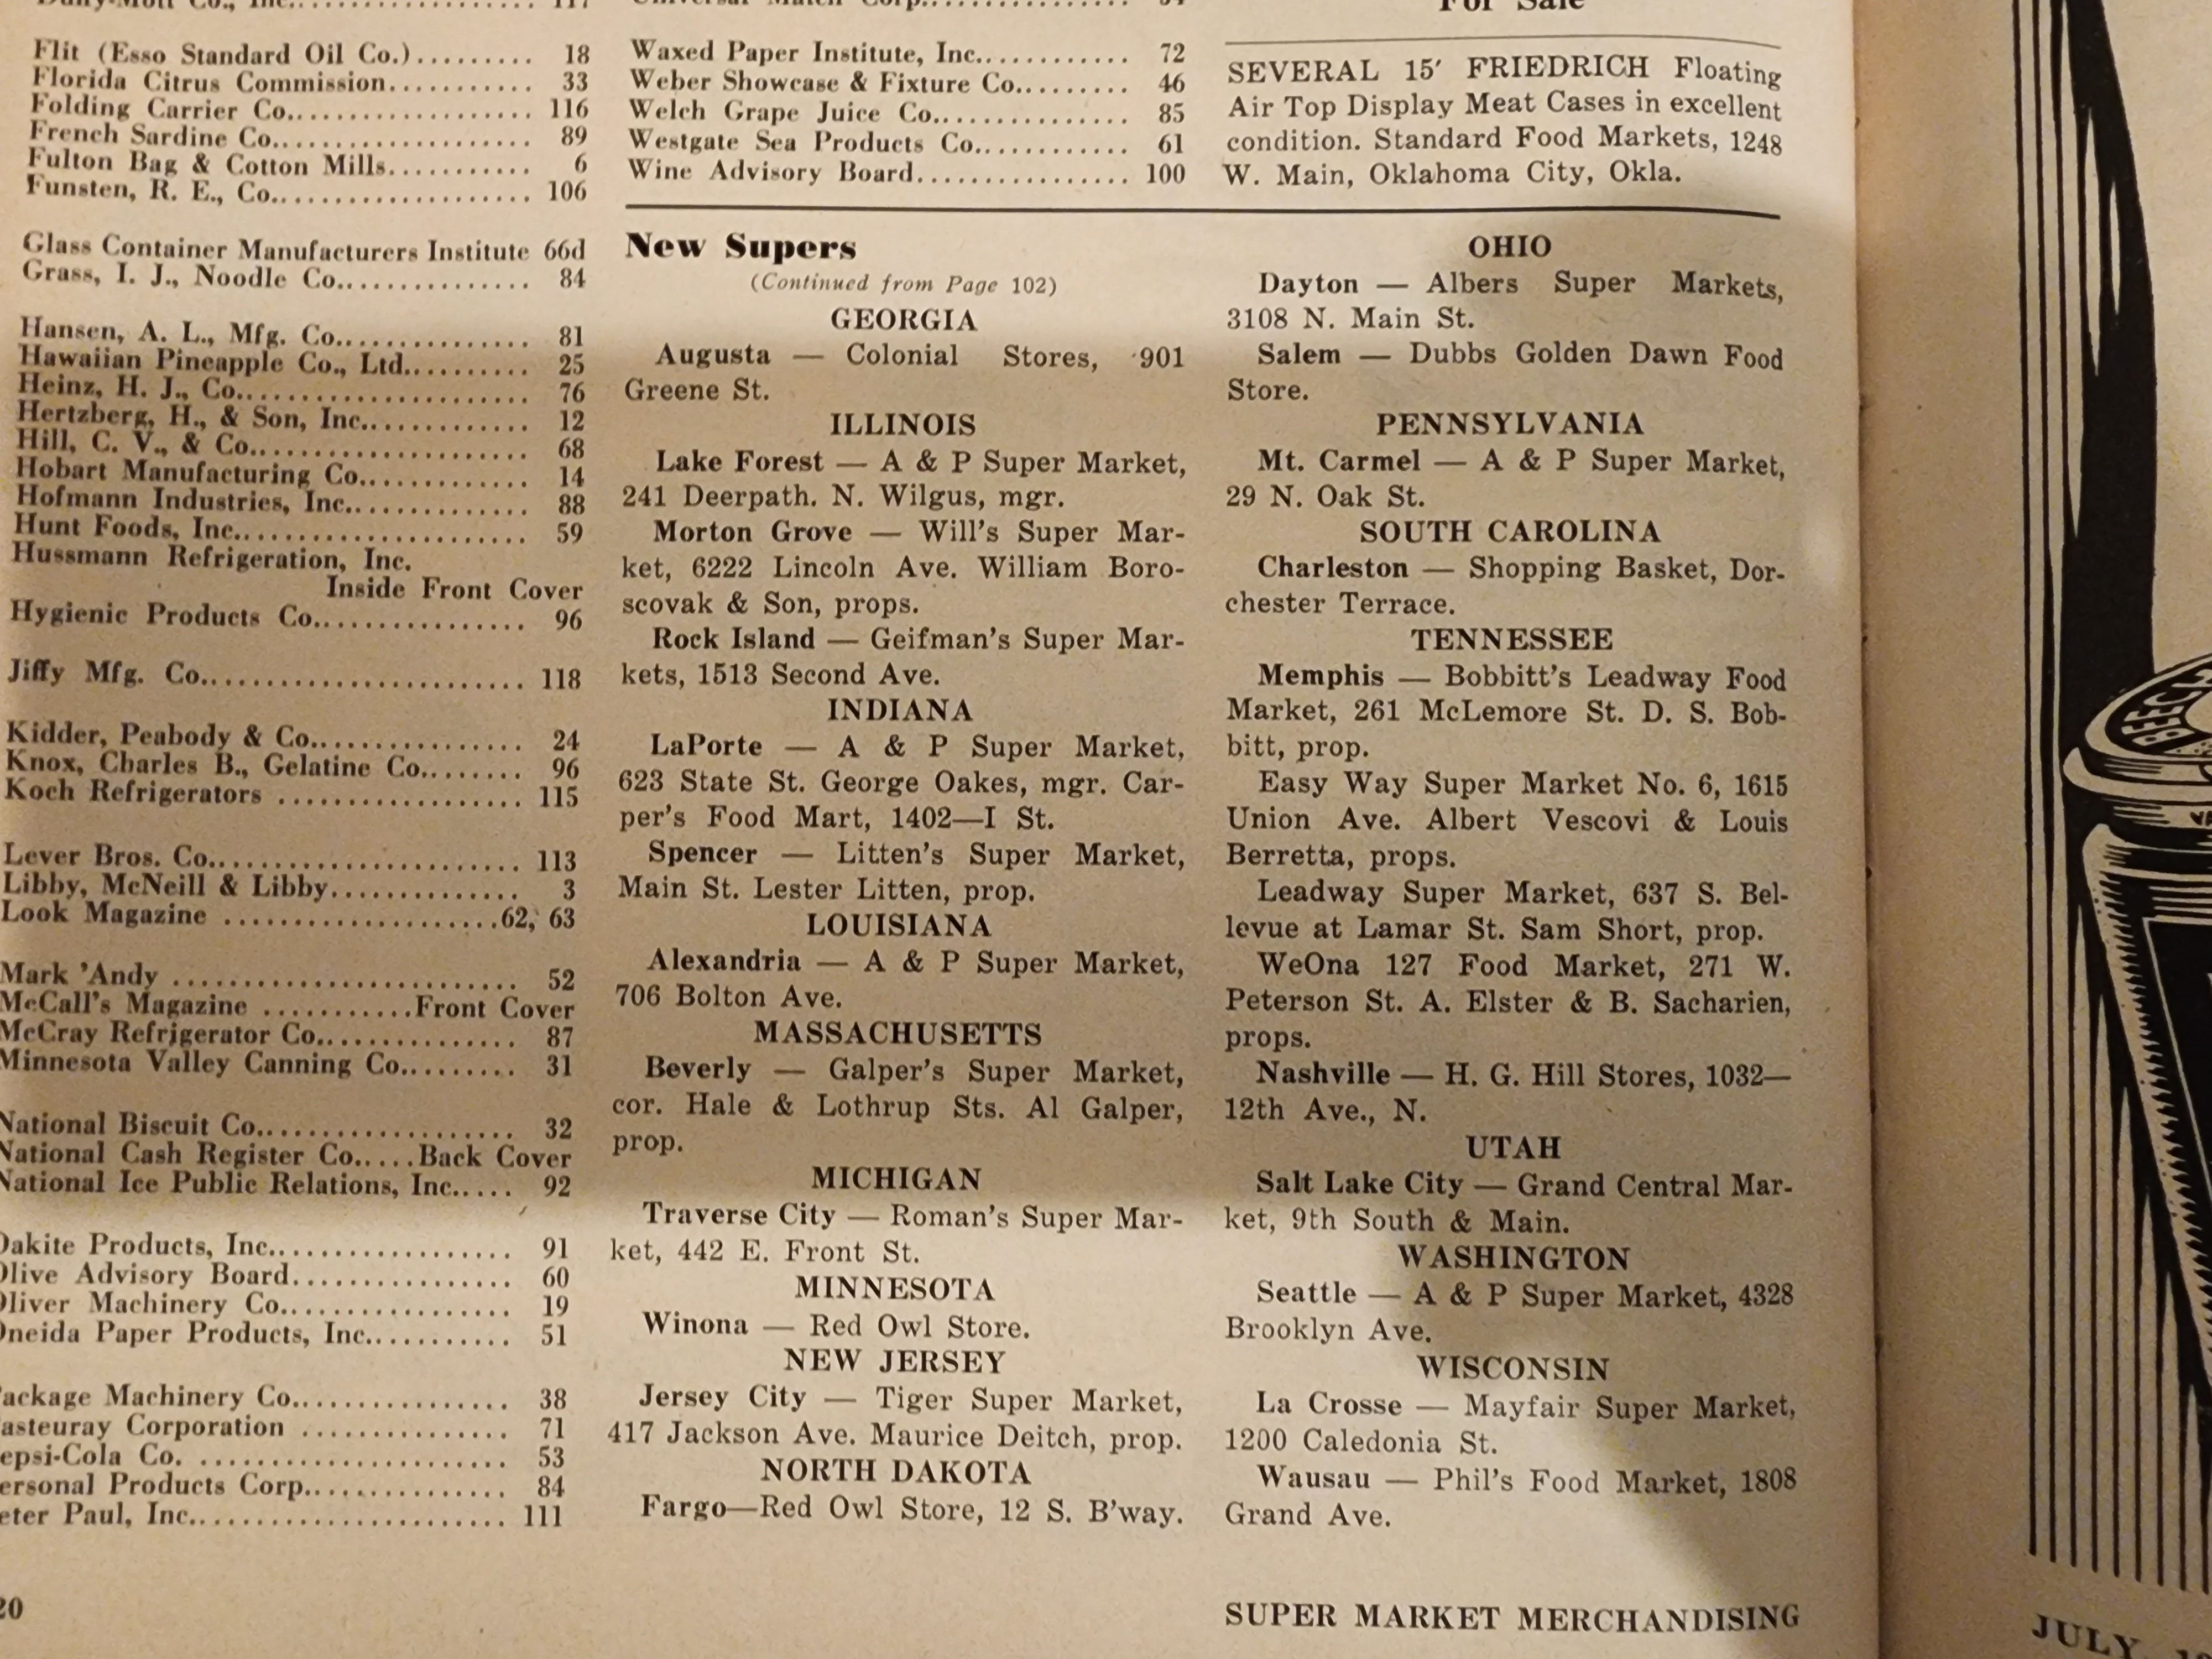 Flit (Esso Standard Oil Co.)......... 18
Florida Citrus Commission........... 33
Folding Carrier Co................... 116
French Sardine Co.................... 89
Fulton Bag & Cotton Mills........... 6
Funsten, R. E., Co.................... 106
Glass Container Manufacturers Institute 66d
Grass, I. J., Noodle Co............... 84
Hansen, A. L., Mfg. Co............... 81
Hawaiian Pineapple Co., Ltd.......... 25
Heinz, H. J., Co...................... 76
Hertzberg, H., & Son, Inc............. 12
Hill, C. V., & Co..................... 68
Hobart Manufacturing Co............. 14
Hofmann Industries, Inc.............. 88
Hunt Foods, Inc...................... 59
Hussmann Refrigeration, Inc.
Inside Front Cover
Hygienic Products Co................ 96
Jiffy Mfg. Co........................ 118
Kidder, Peabody & Co................ 24
Knox, Charles B., Gelatine Co........ 96
Koch Refrigerators .................. 115
Lever Bros. Co....................... 113
Libby, McNeill & Libby.............. 3
Look Magazine .....................62, 63
Mark 'Andy ......................... 52
McCall's Magazine ...........Front Cover
McCray Refrigerator Co............... 87
Minnesota Valley Canning Co......... 31
National Biscuit Co................... 32
National Cash Register Co.....Back Cover
National Ice Public Relations, Inc..... 92
Oakite Products, Inc.................. 91
Olive Advisory Board................. 60
Oliver Machinery Co................. 19
Oneida Paper Products, Inc........... 51
Package Machinery Co................ 38
asteuray Corporation ................ 71
epsi-Cola Co. ....................... 53
ersonal Products Corp............... 84
eter Paul, Inc........................ 111
20
Waxed Paper Institute, Inc............ 72
Weber Showcase & Fixture Co......... 46
Welch Grape Juice Co............... 85
Westgate Sea Products Co............ 61
Wine Advisory Board................ 100
For Sale
SEVERAL 15' FRIEDRICH Floating
Air Top Display Meat Cases in excellent
condition. Standard Food Markets, 1248
W. Main, Oklahoma City, Okla.
New Supers
(Continued from Page 102)
GEORGIA
Augusta — Colonial Stores, 901
Greene St.
ILLINOIS
Lake Forest — A & P Super Market,
241 Deerpath. N. Wilgus, mgr.
Morton Grove — Will's Super Mar-
ket, 6222 Lincoln Ave. William Boro-
scovak & Son, props.
Rock Island — Geifman's Super Mar-
kets, 1513 Second Ave.
INDIANA
LaPorte — A & P Super Market,
623 State St. George Oakes, mgr. Car-
per's Food Mart, 1402—I St.
Spencer — Litten's Super Market,
Main St. Lester Litten, prop.
LOUISIANA
Alexandria — A & P Super Market,
706 Bolton Ave.
MASSACHUSETTS
Beverly — Galper's Super Market,
cor. Hale & Lothrup Sts. Al Galper,
prop.
MICHIGAN
Traverse City — Roman's Super Mar-
ket, 442 E. Front St.
MINNESOTA
Winona — Red Owl Store.
NEW JERSEY
Jersey City — Tiger Super Market,
417 Jackson Ave. Maurice Deitch, prop.
NORTH DAKOTA
Fargo—Red Owl Store, 12 S. B'way.
OHIO
Dayton — Albers Super Markets,
3108 N. Main St.
Salem — Dubbs Golden Dawn Food
Store.
PENNSYLVANIA
Mt. Carmel — A & P Super Market,
29 N. Oak St.
SOUTH CAROLINA
Charleston — Shopping Basket, Dor-
chester Terrace.
TENNESSEE
Memphis — Bobbitt's Leadway Food
Market, 261 McLemore St. D. S. Bob-
bitt, prop.
Easy Way Super Market No. 6, 1615
Union Ave. Albert Vescovi & Louis
Berretta, props.
Leadway Super Market, 637 S. Bel-
levue at Lamar St. Sam Short, prop.
WeOna 127 Food Market, 271 W.
Peterson St. A. Elster & B. Sacharien,
props.
Nashville — H. G. Hill Stores, 1032—
12th Ave., N.
UTAH
Salt Lake City — Grand Central Mar-
ket, 9th South & Main.
WASHINGTON
Seattle — A & P Super Market, 4328
Brooklyn Ave.
WISCONSIN
La Crosse — Mayfair Super Market,
1200 Caledonia St.
Wausau — Phil's Food Market, 1808
Grand Ave.
SUPER MARKET MERCHANDISING
JULY,